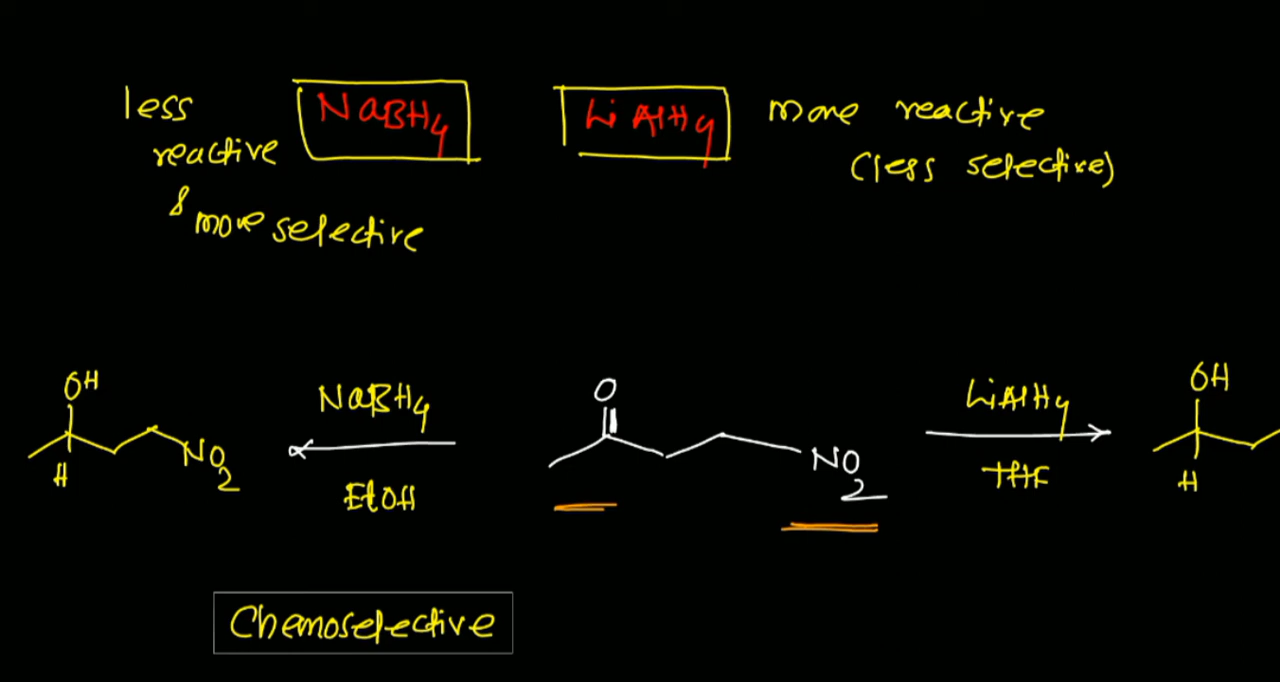 less
reactive
&
more selective
NaBH4
LiAlH4
more reactive
(less selective)
OH
H
NO2
NaBH4
EtOH
O
NO2
LiAlH4
THF
OH
H
Chemoselective